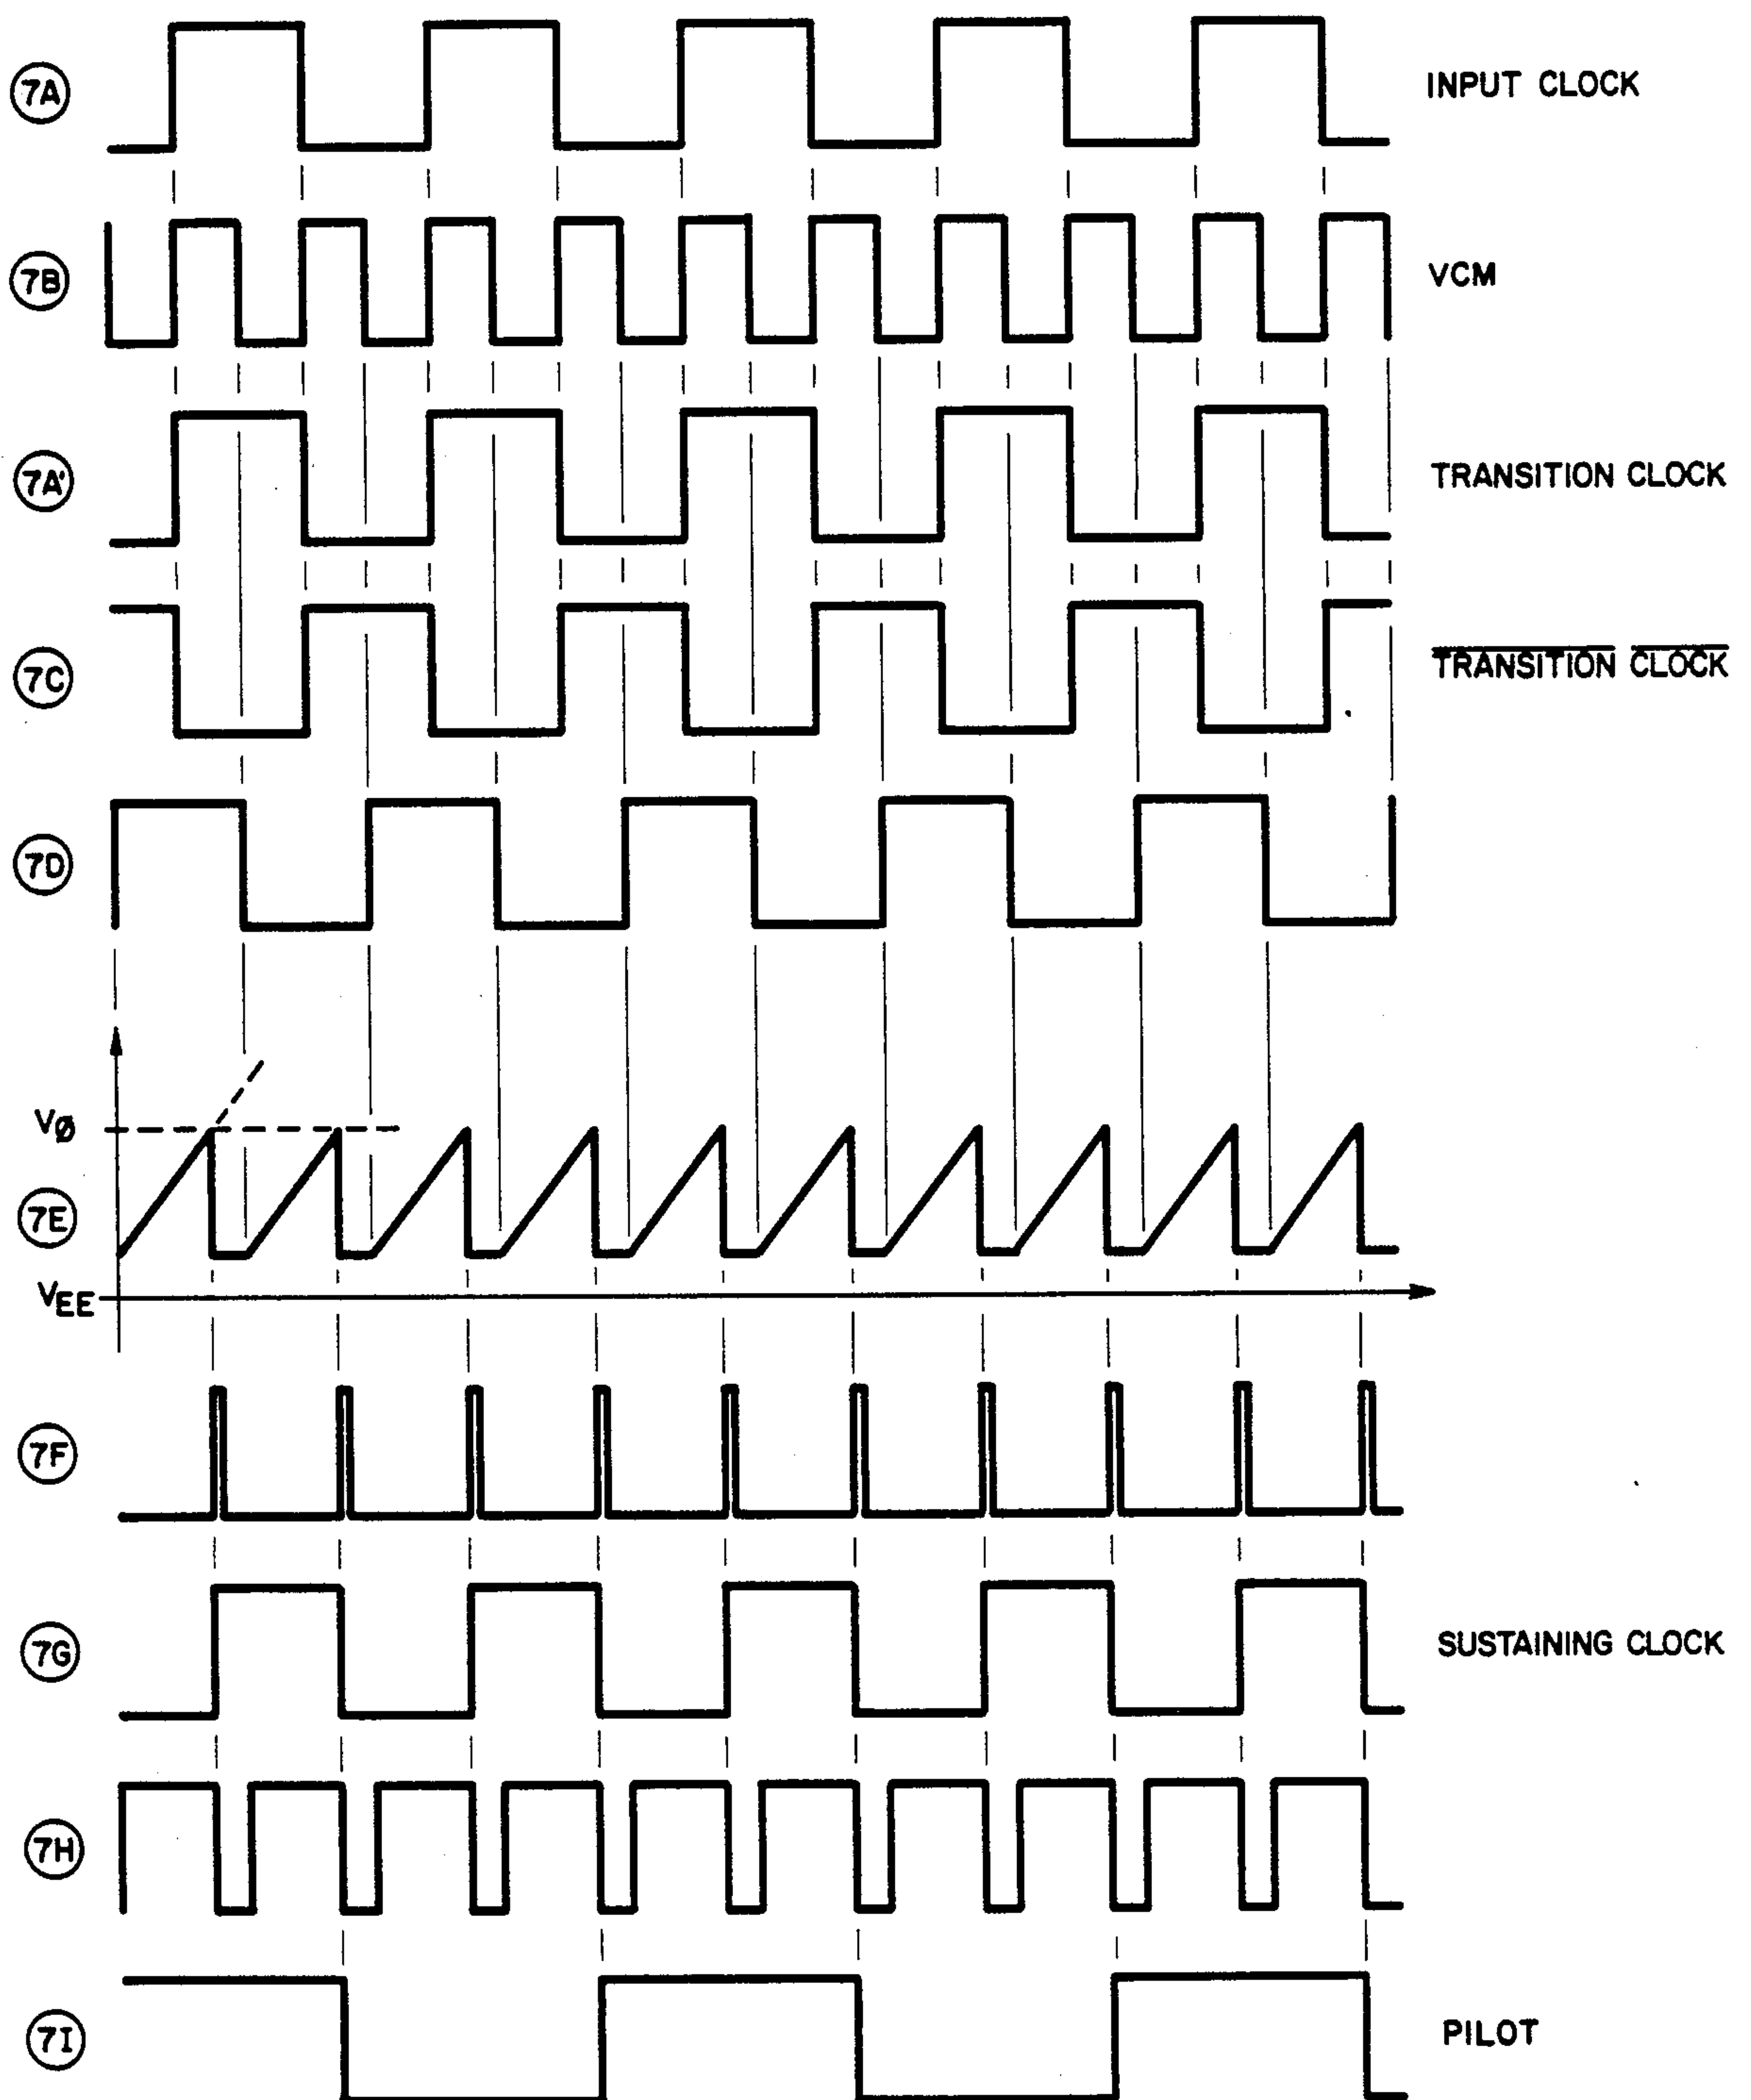 7A INPUT CLOCK
7B VCM
7A' TRANSITION CLOCK
7C TRANSITION CLOCK
7D
VØ
7E
VEE
7F
7G SUSTAINING CLOCK
7H
7I PILOT